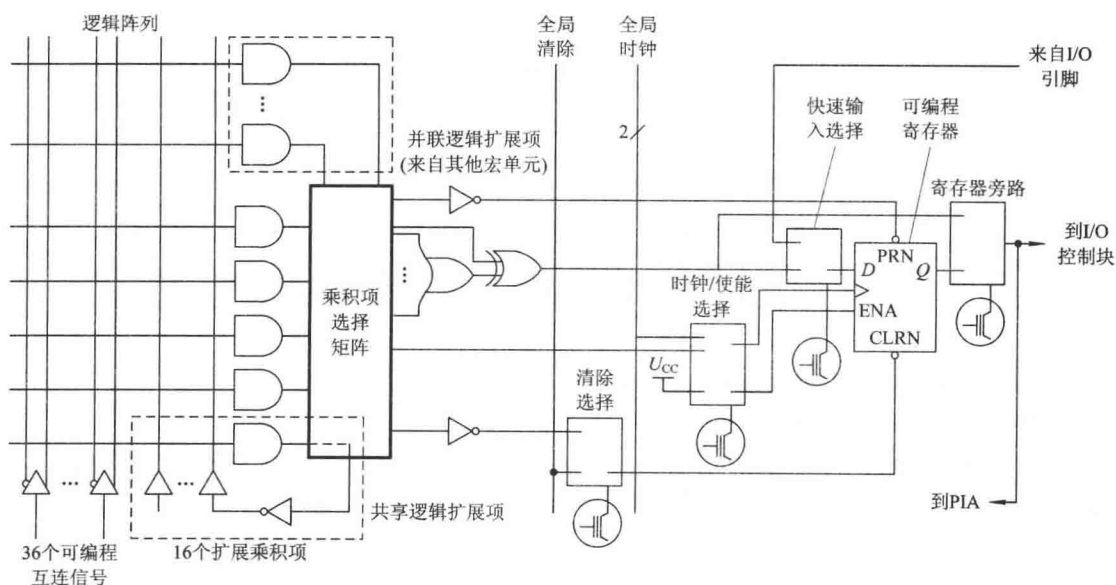 逻辑阵列
全局
清除
全局
时钟
来自I/O
引脚
快速输
入选择
可编程
寄存器
2
并联逻辑扩展项
(来自其他宏单元)
寄存器旁路
到I/O
控制块
PRN
D
Q
ENA
CLRN
时钟/使能
选择
乘积项
选择
矩阵
UCC
清除
选择
共享逻辑扩展项
到PIA
36个可编程
互连信号
16个扩展乘积项